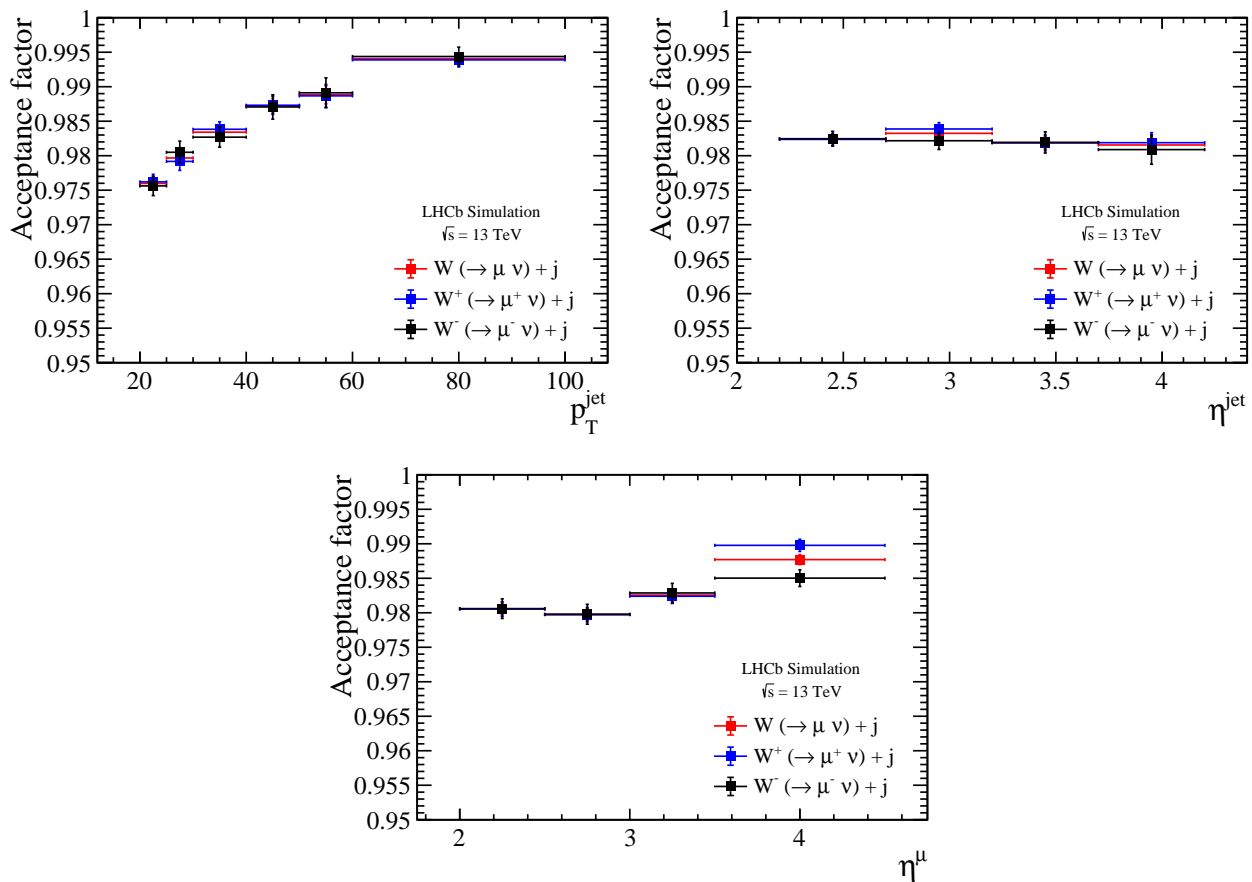 Acceptance factor
1
0.995
0.99
0.985
0.98
0.975
0.97
0.965
0.96
0.955
0.95
LHCb Simulation
√s = 13 TeV
W (→ μ ν) + j
W⁺ (→ μ⁺ ν) + j
W⁻ (→ μ⁻ ν) + j
20 40 60 80 100
p_T^jet
Acceptance factor
1
0.995
0.99
0.985
0.98
0.975
0.97
0.965
0.96
0.955
0.95
LHCb Simulation
√s = 13 TeV
W (→ μ ν) + j
W⁺ (→ μ⁺ ν) + j
W⁻ (→ μ⁻ ν) + j
2 2.5 3 3.5 4
η^jet
Acceptance factor
1
0.995
0.99
0.985
0.98
0.975
0.97
0.965
0.96
0.955
0.95
LHCb Simulation
√s = 13 TeV
W (→ μ ν) + j
W⁺ (→ μ⁺ ν) + j
W⁻ (→ μ⁻ ν) + j
2 3 4
η^μ